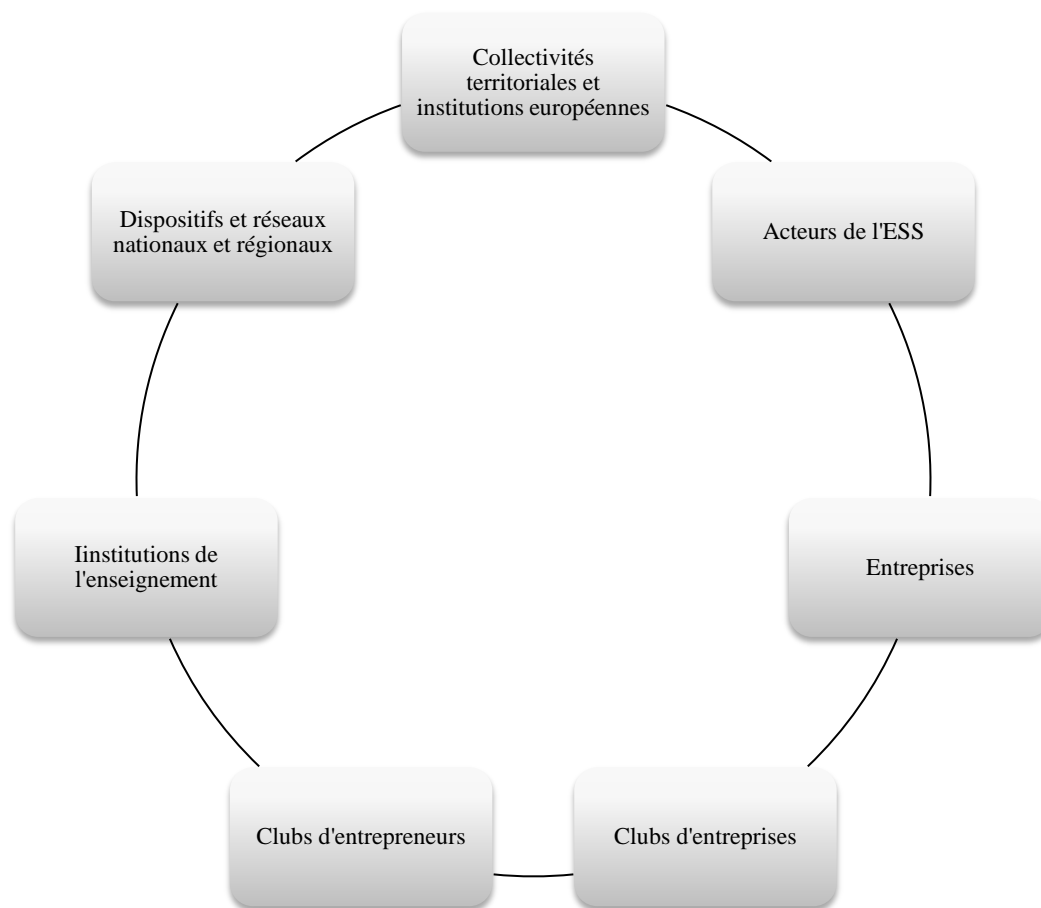 Collectivités
territoriales et
institutions européennes
Acteurs de l'ESS
Entreprises
Clubs d'entreprises
Clubs d'entrepreneurs
Iinstitutions de
l'enseignement
Dispositifs et réseaux
nationaux et régionaux